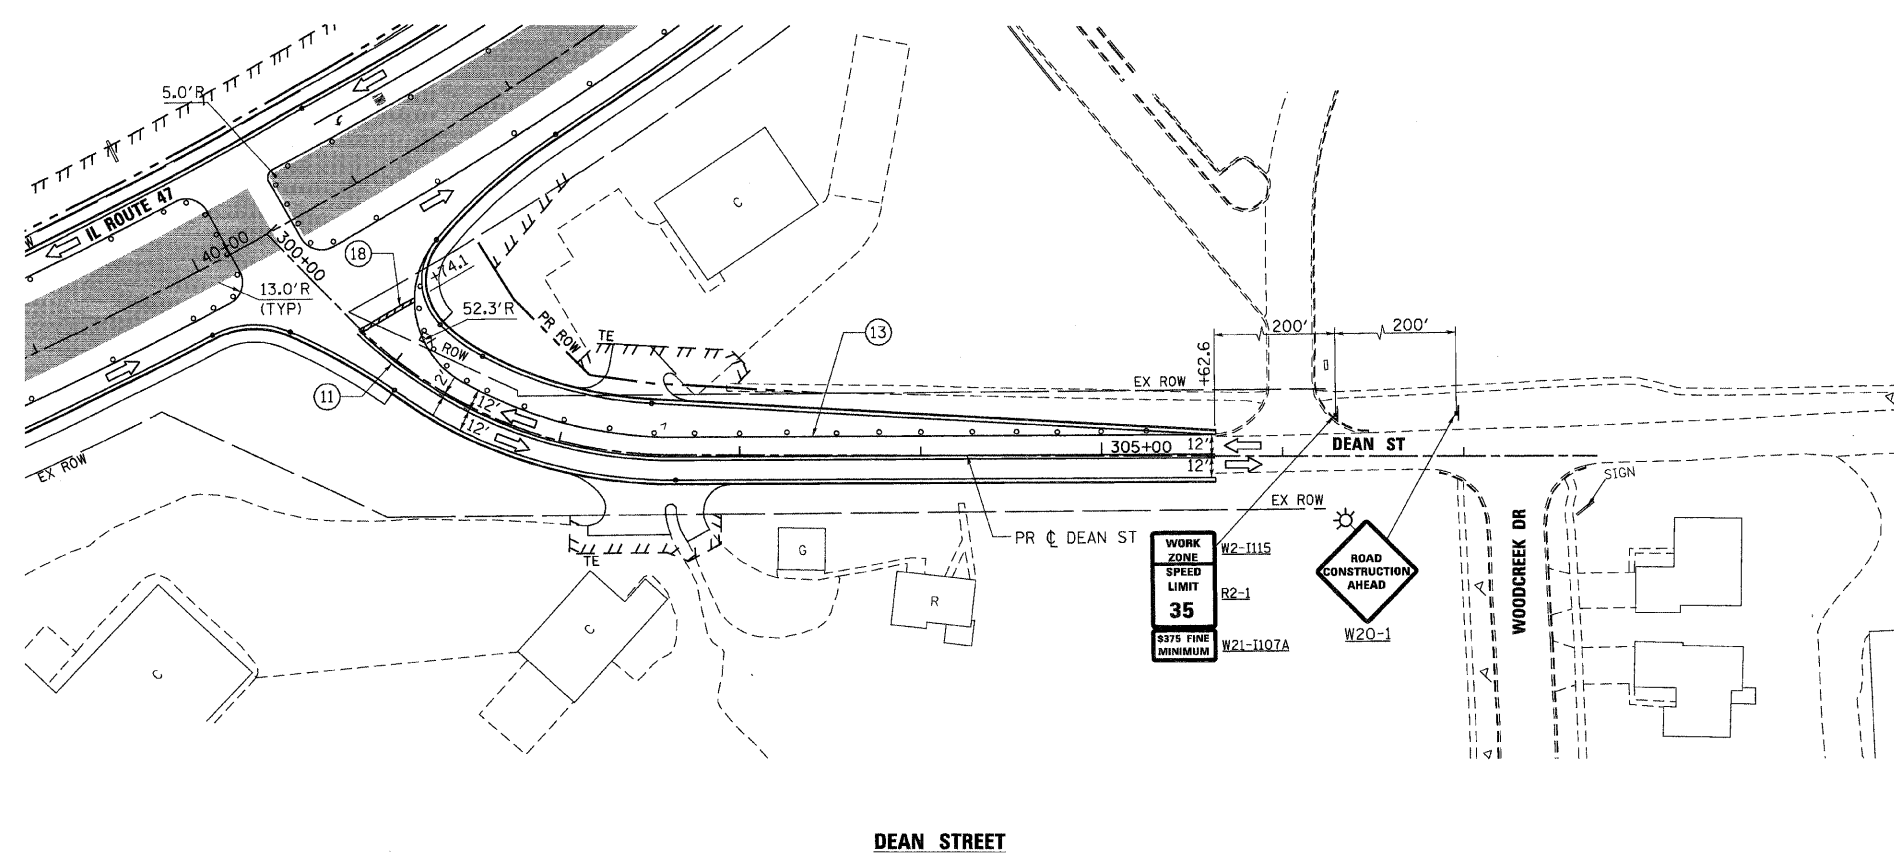 5.0'R
IL ROUTE 47
40+00
300+00
18
+74.1
13.0'R
(TYP)
52.3'R
PR ROW
TE
13
200'
200'
+62.6
EX ROW
ROW
11
2'
12'
12'
305+00
12'
12'
DEAN ST
EX ROW
EX ROW
SIGN
PR ℄ DEAN ST
TE
C
C
C
G
R
WORK
ZONE
SPEED
LIMIT
35
$375 FINE
MINIMUM
W2-I115
R2-1
W21-I107A
ROAD
CONSTRUCTION
AHEAD
W20-1
WOODCREEK DR
DEAN STREET